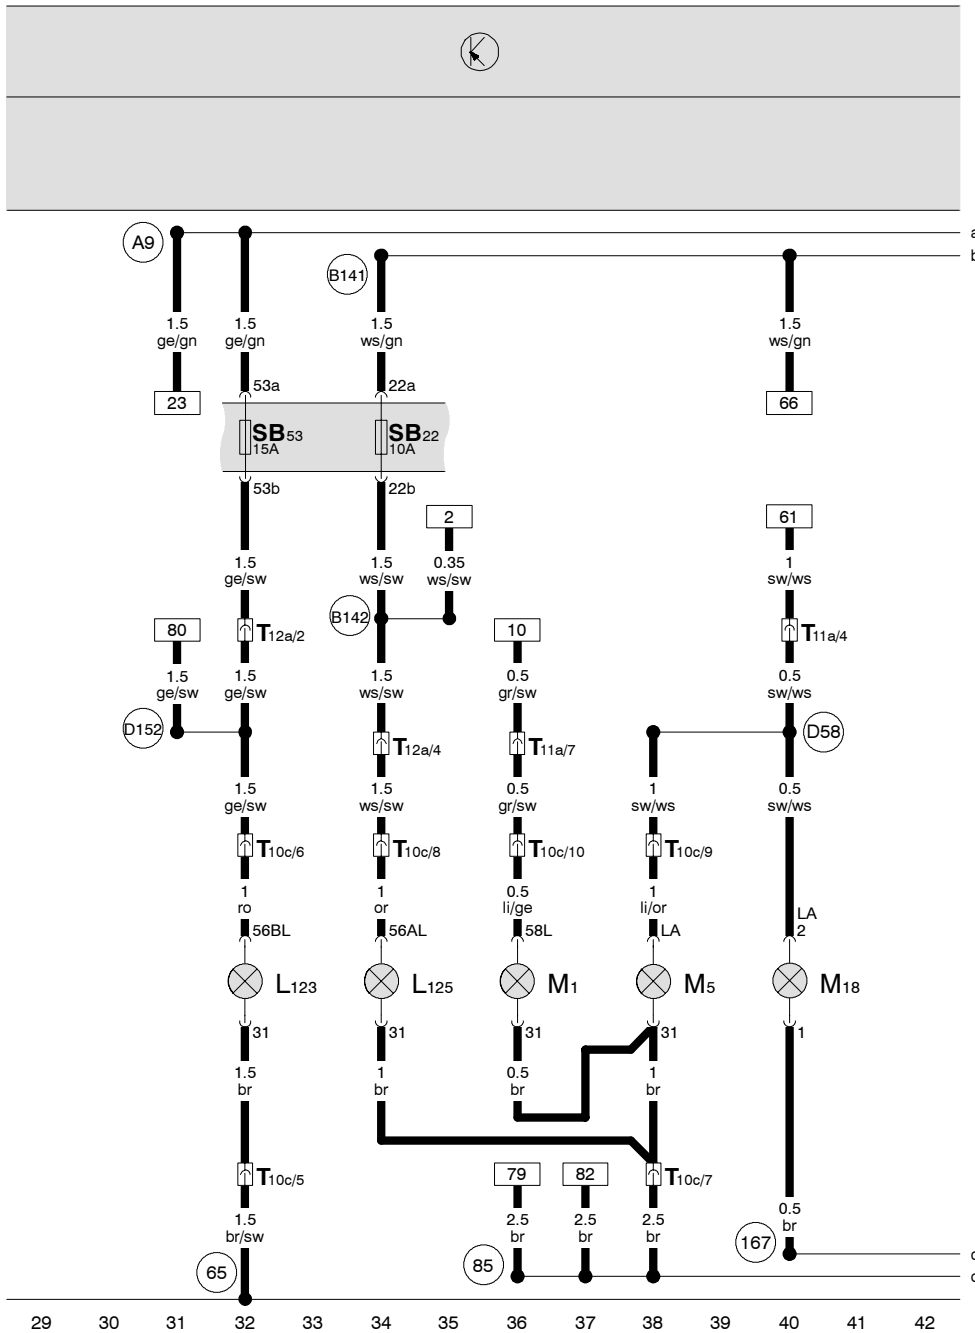 a
A9
b
B141
1.5 1.5 1.5 1.5
ge/gn ge/gn ws/gn ws/gn
53a 22a
23 66
SB53 SB22
15A 10A
53b 22b
2 61
1.5 1.5 0.35 1
ge/sw ws/sw ws/sw sw/ws
B142
80 T12a/2 10 T11a/4
1.5 1.5 1.5 0.5 0.5
ge/sw ge/sw ws/sw gr/sw sw/ws
D152 D58
T12a/4 T11a/7
1.5 1.5 0.5 1 0.5
ge/sw ws/sw gr/sw sw/ws sw/ws
T10c/6 T10c/8 T10c/10 T10c/9
1 1 0.5 1
ro or li/ge li/or
LA
56BL 56AL 58L LA 2
L123 L125 M1 M5 M18
31 31 31 31 1
1.5 1 0.5 1
br br br br
T10c/5 79 82 T10c/7
1.5 2.5 2.5 2.5 0.5
br/sw br br br br
167
65 85
29 30 31 32 33 34 35 36 37 38 39 40 41 42